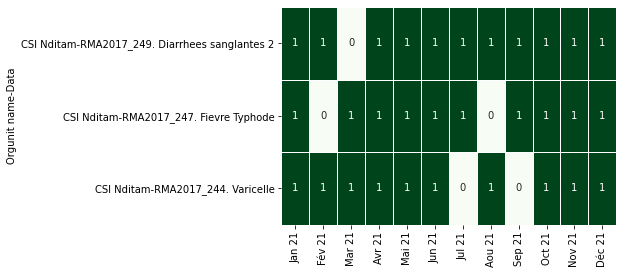 Orgunit name-Data
CSI Nditam-RMA2017_249. Diarrhees sanglantes 2
1 1 0 1 1 1 1 1 1 1 1 1
CSI Nditam-RMA2017_247. Fievre Typhode
1 0 1 1 1 1 1 0 1 1 1 1
CSI Nditam-RMA2017_244. Varicelle
1 1 1 1 1 1 0 1 0 1 1 1
Jan 21
Fév 21
Mar 21
Avr 21
Mai 21
Jun 21
Jul 21
Aou 21
Sep 21
Oct 21
Nov 21
Déc 21